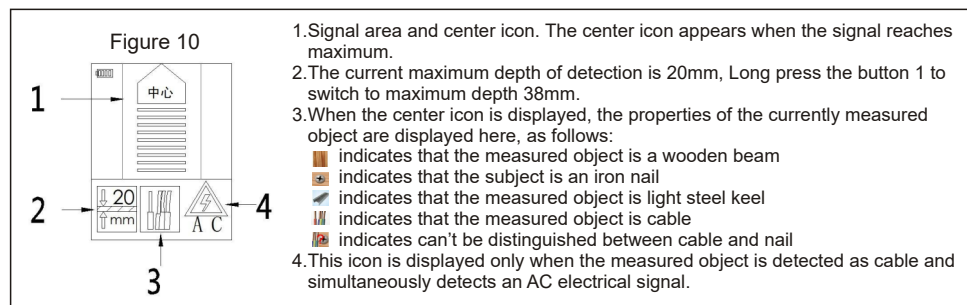 Figure 10
1
中心
20
mm
A C
2
3
4
1.Signal area and center icon. The center icon appears when the signal reaches
maximum.
2.The current maximum depth of detection is 20mm, Long press the button 1 to
switch to maximum depth 38mm.
3.When the center icon is displayed, the properties of the currently measured
object are displayed here, as follows:
indicates that the measured object is a wooden beam
indicates that the subject is an iron nail
indicates that the measured object is light steel keel
indicates that the measured object is cable
indicates can't be distinguished between cable and nail
4.This icon is displayed only when the measured object is detected as cable and
simultaneously detects an AC electrical signal.